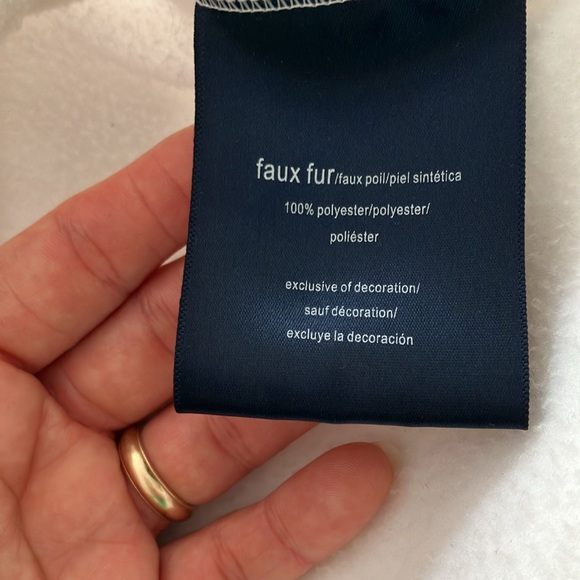 faux fur/faux poil/piel sintética
100% polyester/polyester/
poliéster
exclusive of decoration/
sauf décoration/
excluye la decoración